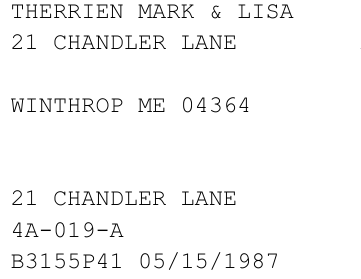 THERRIEN MARK & LISA
21 CHANDLER LANE
WINTHROP ME 04364
21 CHANDLER LANE
4A-019-A
B3155P41 05/15/1987